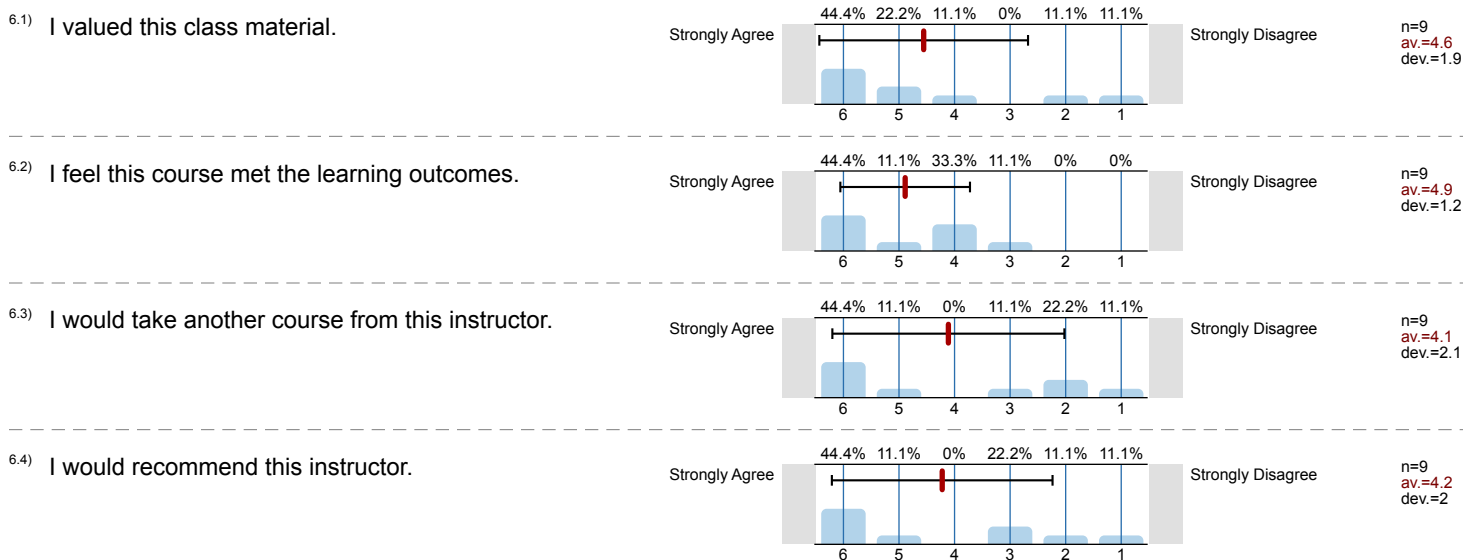 6.1) I valued this class material.
44.4% 22.2% 11.1% 0% 11.1% 11.1%
Strongly Agree
Strongly Disagree
n=9
av.=4.6
dev.=1.9
6 5 4 3 2 1
6.2) I feel this course met the learning outcomes.
44.4% 11.1% 33.3% 11.1% 0% 0%
Strongly Agree
Strongly Disagree
n=9
av.=4.9
dev.=1.2
6 5 4 3 2 1
6.3) I would take another course from this instructor.
44.4% 11.1% 0% 11.1% 22.2% 11.1%
Strongly Agree
Strongly Disagree
n=9
av.=4.1
dev.=2.1
6 5 4 3 2 1
6.4) I would recommend this instructor.
44.4% 11.1% 0% 22.2% 11.1% 11.1%
Strongly Agree
Strongly Disagree
n=9
av.=4.2
dev.=2
6 5 4 3 2 1